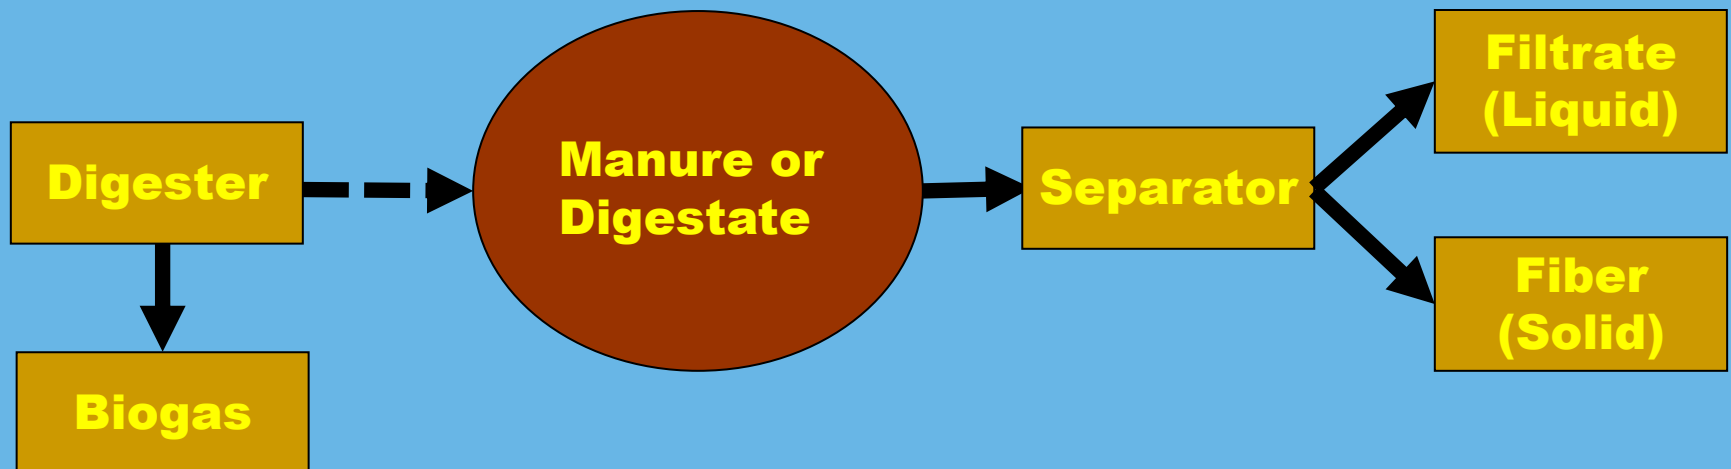 Digester
Biogas
Manure or
Digestate
Separator
Filtrate
(Liquid)
Fiber
(Solid)